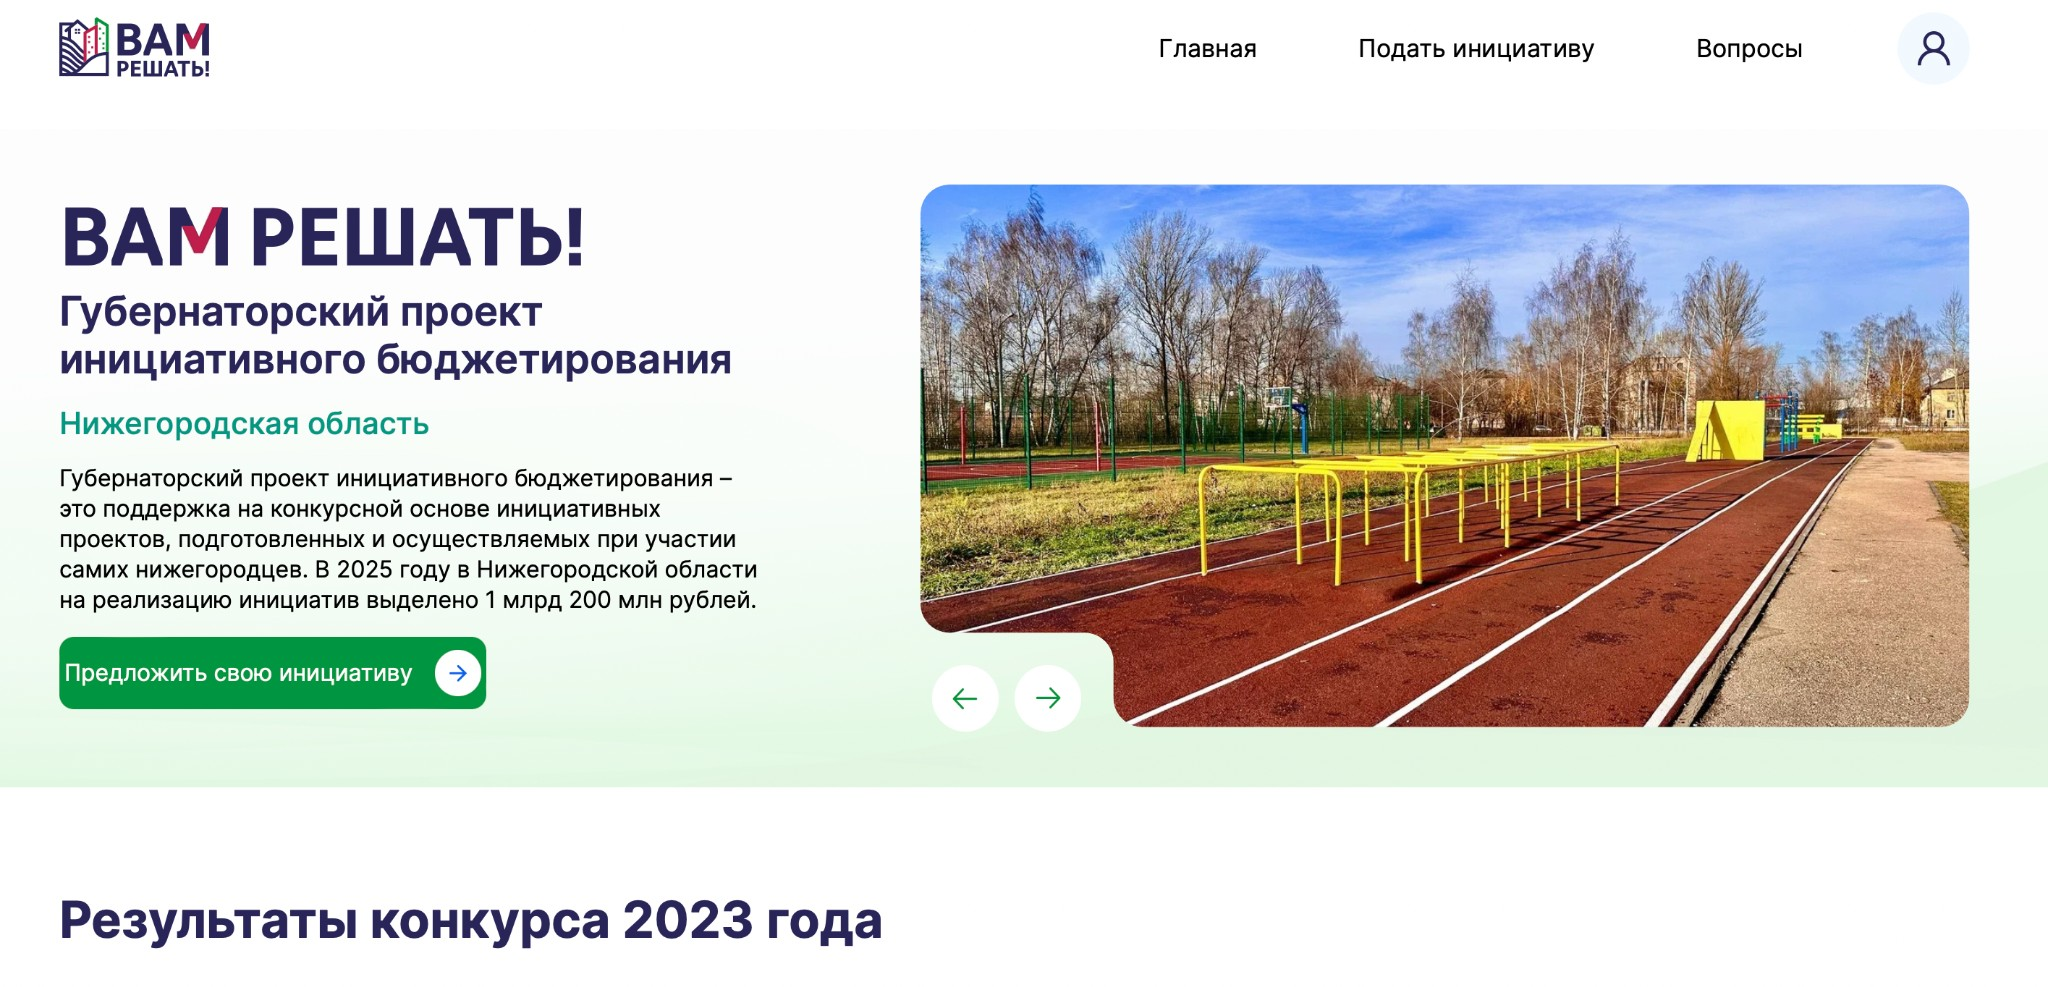 ВАМ
РЕШАТЬ!
Главная
Подать инициативу
Вопросы
ВАМ РЕШАТЬ!
Губернаторский проект
инициативного бюджетирования
Нижегородская область
Губернаторский проект инициативного бюджетирования –
это поддержка на конкурсной основе инициативных
проектов, подготовленных и осуществляемых при участии
самих нижегородцев. В 2025 году в Нижегородской области
на реализацию инициатив выделено 1 млрд 200 млн рублей.
Предложить свою инициативу
Результаты конкурса 2023 года